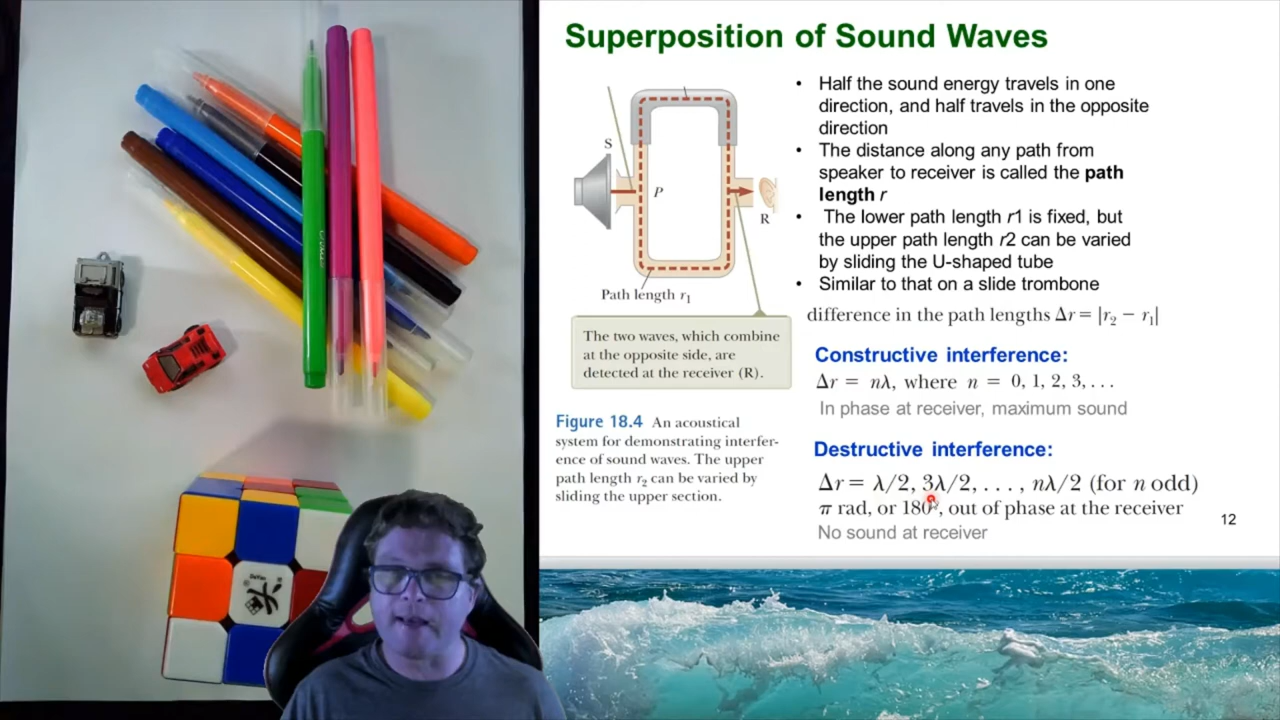 Superposition of Sound Waves
S
P
R
Path length r₁
The two waves, which combine
at the opposite side, are
detected at the receiver (R).
Figure 18.4 An acoustical
system for demonstrating interfer-
ence of sound waves. The upper
path length r₂ can be varied by
sliding the upper section.
• Half the sound energy travels in one
direction, and half travels in the opposite
direction
• The distance along any path from
speaker to receiver is called the path
length r
• The lower path length r1 is fixed, but
the upper path length r2 can be varied
by sliding the U-shaped tube
• Similar to that on a slide trombone
difference in the path lengths Δr = |r₂ − r₁|
Constructive interference:
Δr = nλ, where n = 0, 1, 2, 3, . . .
In phase at receiver, maximum sound
Destructive interference:
Δr = λ/2, 3λ/2, . . . , nλ/2 (for n odd)
π rad, or 180°, out of phase at the receiver
No sound at receiver
12